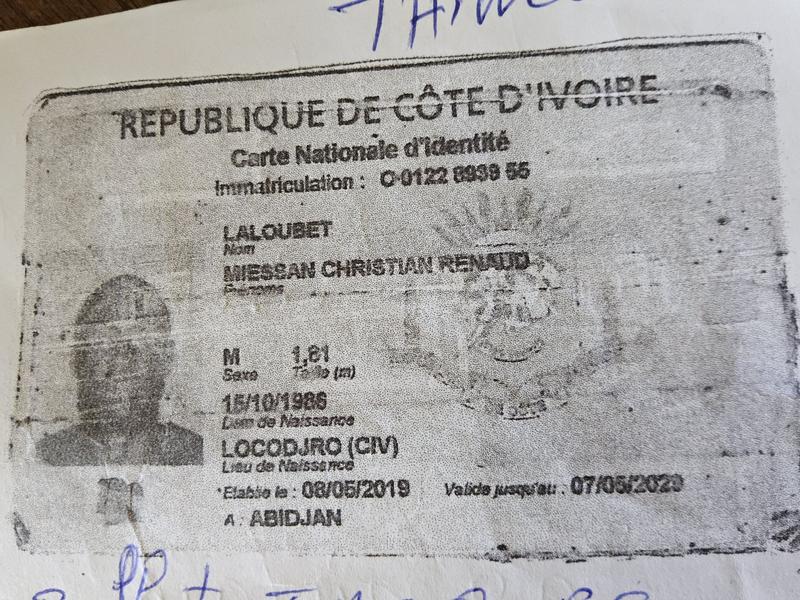 REPUBLIQUE DE CÔTE D'IVOIRE
Carte Nationale d'Identité
Immatriculation : C 0122 8939 55
LALOUBET
Nom
MIESSAN CHRISTIAN RENAUD
Prénoms
M 1,81
Sexe Taille (m)
15/10/1986
Date de Naissance
LOCODJRO (CIV)
Lieu de Naissance
Etablie le : 08/05/2019 Valide jusqu'au : 07/05/2029
A : ABIDJAN